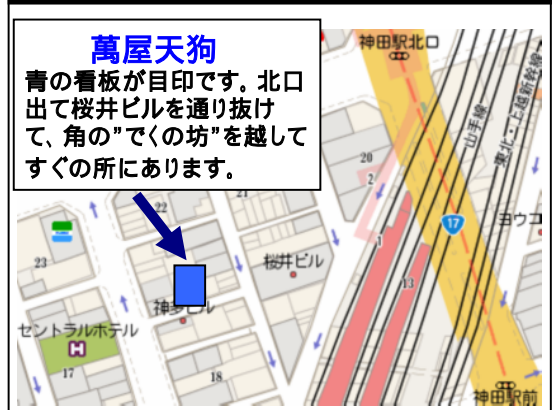 萬屋天狗
青の看板が目印です。北口
出て桜井ビルを通り抜け
て、角の”でくの坊”を越して
すぐの所にあります。
神田駅北口
山手線
東北・上越新幹線
20
2
17
ヨウコ
21
22
23
桜井ビル
1
13
神多ビル
セントラルホテル
H
17
18
神田駅前